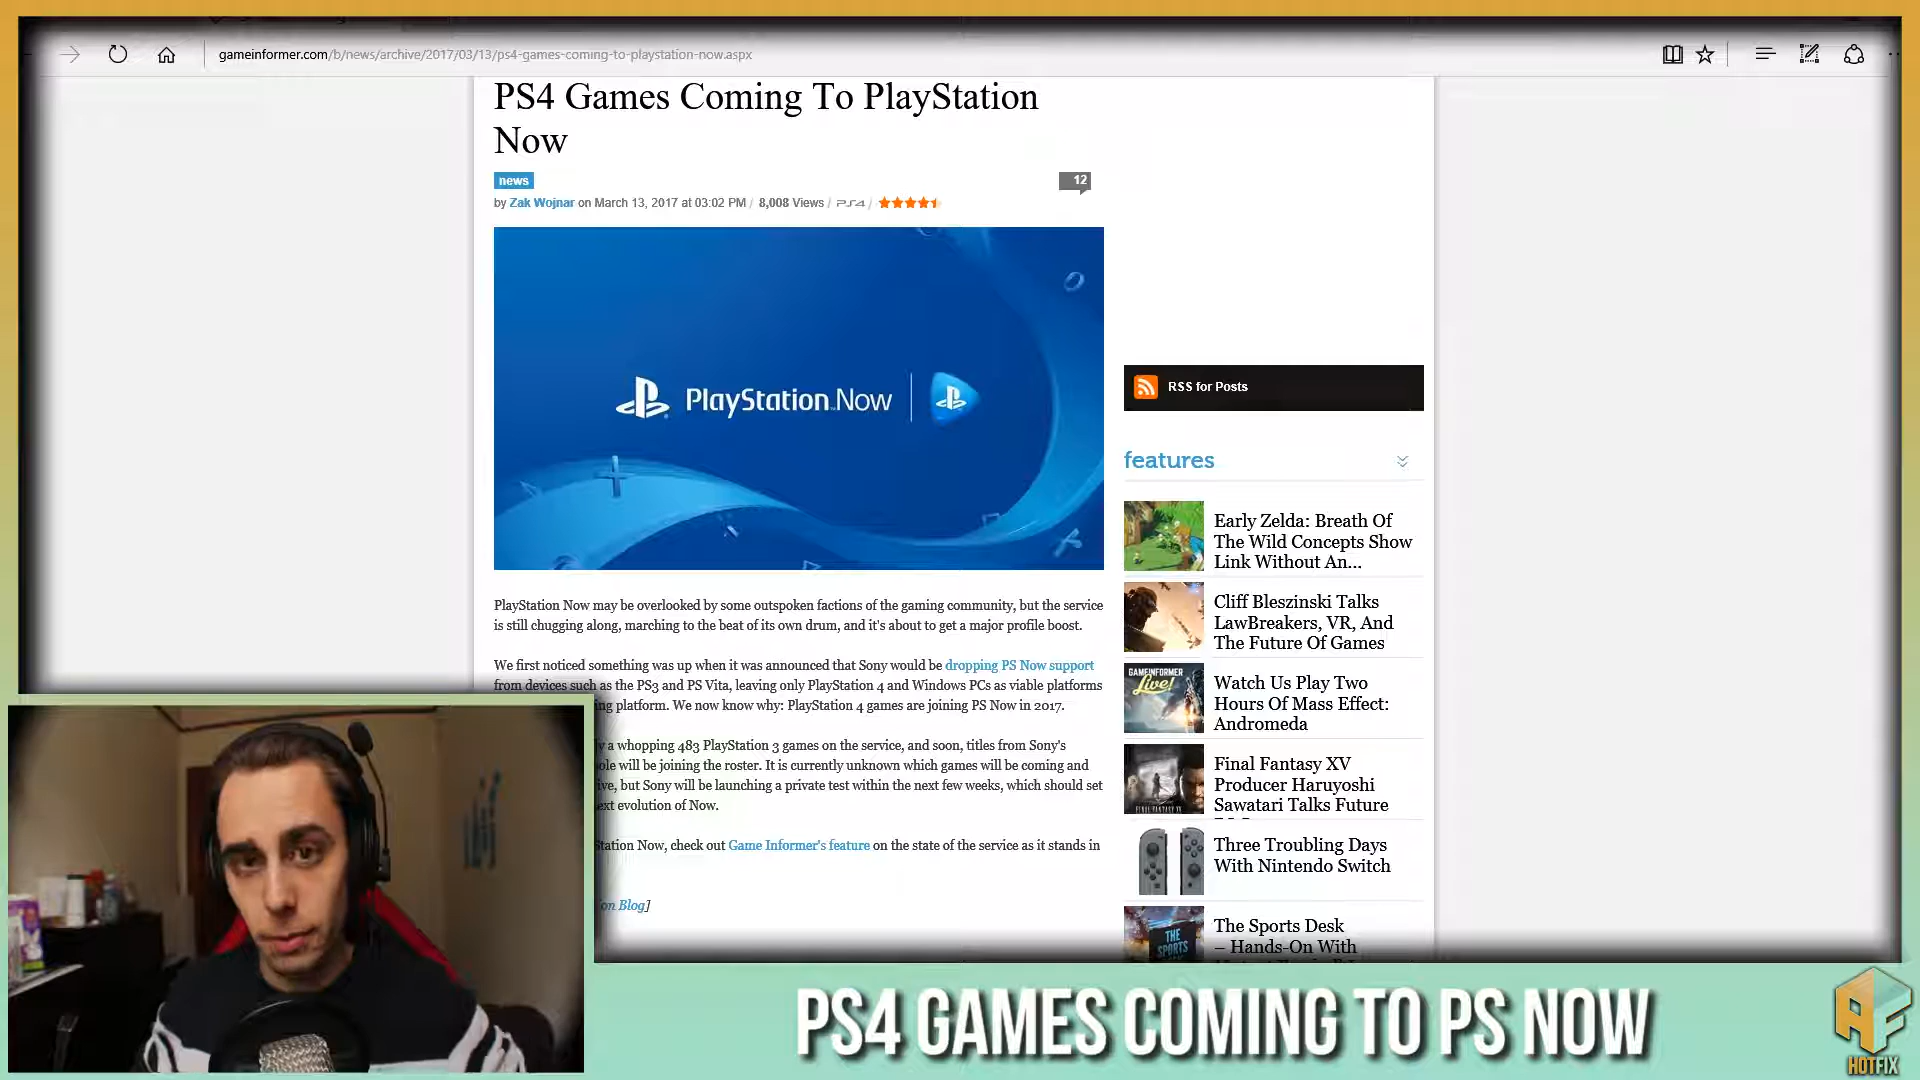 gameinformer.com/b/news/archive/2017/03/13/ps4-games-coming-to-playstation-now.aspx
PS4 Games Coming To PlayStation
Now
news
12
by Zak Wojnar on March 13, 2017 at 03:02 PM / 8,008 Views / PS4 /
PlayStation Now
PlayStation Now may be overlooked by some outspoken factions of the gaming community, but the service
is still chugging along, marching to the beat of its own drum, and it's about to get a major profile boost.
We first noticed something was up when it was announced that Sony would be dropping PS Now support
from devices such as the PS3 and PS Vita, leaving only PlayStation 4 and Windows PCs as viable platforms
ing platform. We now know why: PlayStation 4 games are joining PS Now in 2017.
y a whopping 483 PlayStation 3 games on the service, and soon, titles from Sony's
ole will be joining the roster. It is currently unknown which games will be coming and
ive, but Sony will be launching a private test within the next few weeks, which should set
ext evolution of Now.
Station Now, check out Game Informer's feature on the state of the service as it stands in
on Blog]
RSS for Posts
features
Early Zelda: Breath Of
The Wild Concepts Show
Link Without An...
Cliff Bleszinski Talks
LawBreakers, VR, And
The Future Of Games
GAMEINFORMER
Live!
Watch Us Play Two
Hours Of Mass Effect:
Andromeda
FINAL FANTASY XV
Final Fantasy XV
Producer Haruyoshi
Sawatari Talks Future
Three Troubling Days
With Nintendo Switch
THE
SPORTS
The Sports Desk
– Hands-On With
PS4 GAMES COMING TO PS NOW
AF
HOTFIX